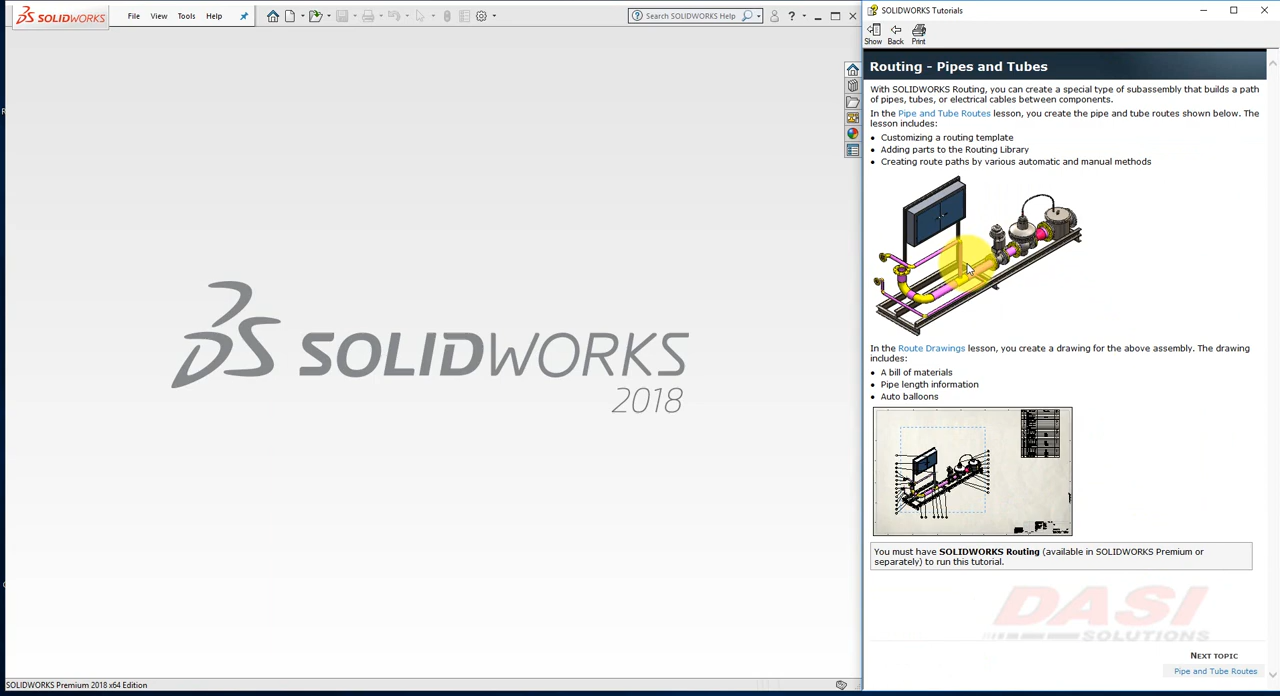 SOLIDWORKS
File View Tools Help
Search SOLIDWORKS Help
?
SOLIDWORKS
2018
SOLIDWORKS Premium 2018 x64 Edition
SOLIDWORKS Tutorials
Show Back Print
Routing - Pipes and Tubes
With SOLIDWORKS Routing, you can create a special type of subassembly that builds a path
of pipes, tubes, or electrical cables between components.
In the Pipe and Tube Routes lesson, you create the pipe and tube routes shown below. The
lesson includes:
• Customizing a routing template
• Adding parts to the Routing Library
• Creating route paths by various automatic and manual methods
In the Route Drawings lesson, you create a drawing for the above assembly. The drawing
includes:
• A bill of materials
• Pipe length information
• Auto balloons
You must have SOLIDWORKS Routing (available in SOLIDWORKS Premium or
separately) to run this tutorial.
DASI
SOLUTIONS
NEXT TOPIC
Pipe and Tube Routes